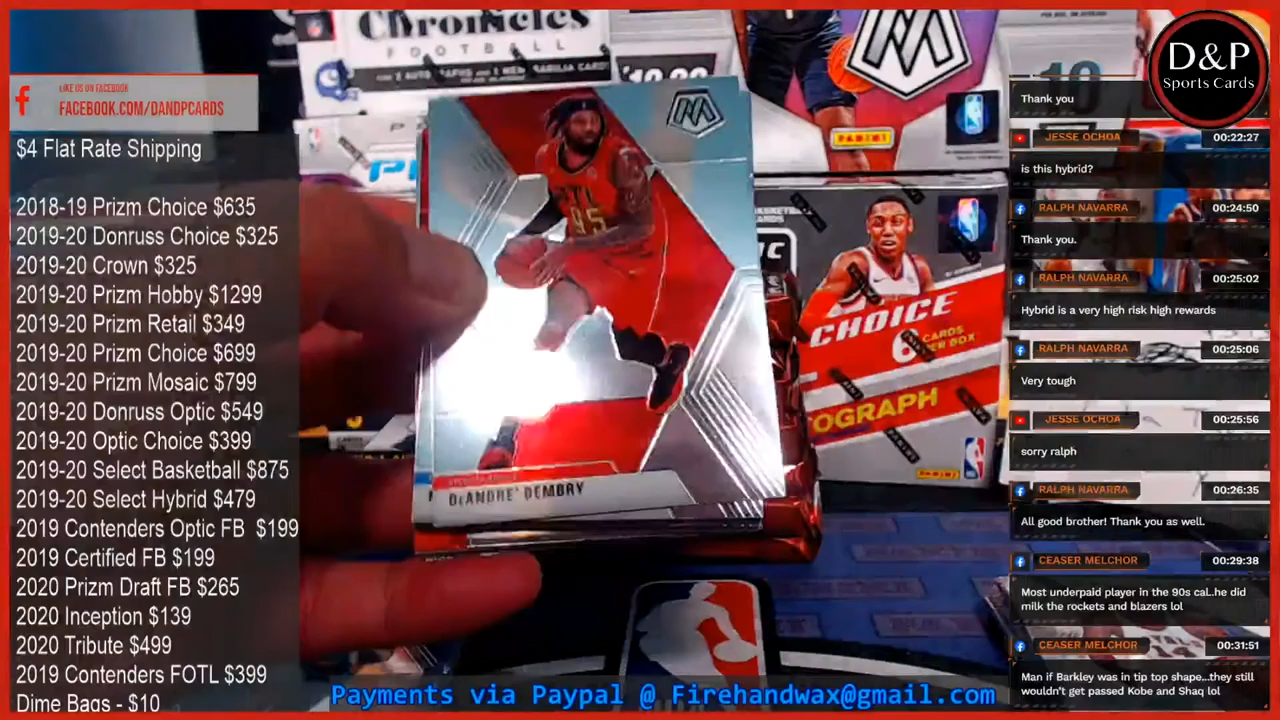 Chronicles
FOOTBALL
LIKE US ON FACEBOOK
FACEBOOK.COM/DANDPCARDS
$4 Flat Rate Shipping
2018-19 Prizm Choice $635
2019-20 Donruss Choice $325
2019-20 Crown $325
2019-20 Prizm Hobby $1299
2019-20 Prizm Retail $349
2019-20 Prizm Choice $699
2019-20 Prizm Mosaic $799
2019-20 Donruss Optic $549
2019-20 Optic Choice $399
2019-20 Select Basketball $875
2019-20 Select Hybrid $479
2019 Contenders Optic FB $199
2019 Certified FB $199
2020 Prizm Draft FB $265
2020 Inception $139
2020 Tribute $499
2019 Contenders FOTL $399
Dime Bags - $10
ATL
95
DeANDRE' BEMBRY
PANINI
CHOICE
6 CARDS
PER BOX
OGRAPH
PANINI
D&P
Sports Cards
Thank you
JESSE OCHOA 00:22:27
is this hybrid?
RALPH NAVARRA 00:24:50
Thank you.
RALPH NAVARRA 00:25:02
Hybrid is a very high risk high rewards
RALPH NAVARRA 00:25:06
Very tough
JESSE OCHOA 00:25:56
sorry ralph
RALPH NAVARRA 00:26:35
All good brother! Thank you as well.
CEASER MELCHOR 00:29:38
Most underpaid player in the 90s cal..he did
milk the rockets and blazers lol
CEASER MELCHOR 00:31:51
Man if Barkley was in tip top shape...they still
wouldn't get passed Kobe and Shaq lol
Payments via Paypal @ Firehandwax@gmail.com